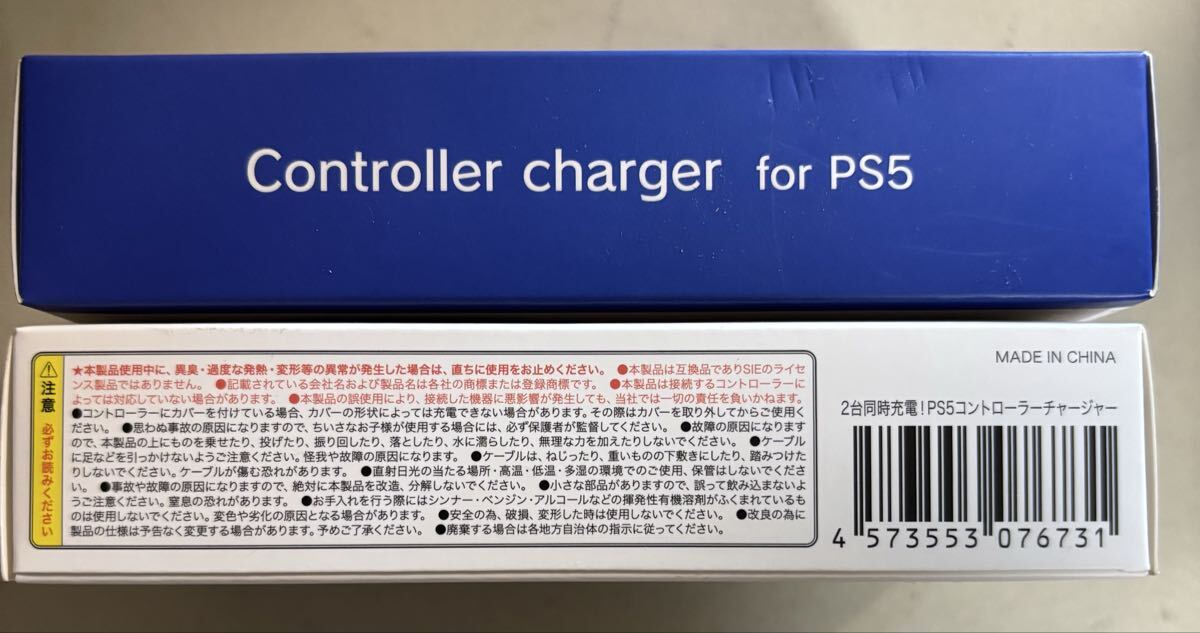 Controller charger for PS5
注意
必ずお読みください
★本製品使用中に、異臭・過度な発熱・変形等の異常が発生した場合は、直ちに使用をお止めください。 ●本製品は互換品でありSIEのライセ
ンス製品ではありません。 ●記載されている会社名および製品名は各社の商標または登録商標です。 ●本製品は接続するコントローラーに
よっては対応していない場合があります。 ●本製品の誤使用により、接続した機器に悪影響が発生しても、当社では一切の責任を負いかねます。
●コントローラーにカバーを付けている場合、カバーの形状によっては充電できない場合があります。その際はカバーを取り外してからご使用く
ださい。 ●思わぬ事故の原因になりますので、ちいさなお子様が使用する場合には、必ず保護者が監督してください。 ●故障の原因になります
ので、本製品の上にものを乗せたり、投げたり、振り回したり、落としたり、水に濡らしたり、無理な力を加えたりしないでください。 ●ケーブル
に足などを引っかけないようご注意ください。怪我や故障の原因になります。 ●ケーブルは、ねじったり、重いものの下敷きにしたり、踏みつけた
りしないでください。ケーブルが傷む恐れがあります。 ●直射日光の当たる場所・高温・低温・多湿の環境でのご使用、保管はしないでくださ
い。 ●事故や故障の原因になりますので、絶対に本製品を改造、分解しないでください。 ●小さな部品がありますので、誤って飲み込まないよ
うご注意ください。窒息の恐れがあります。 ●お手入れを行う際にはシンナー・ベンジン・アルコールなどの揮発性有機溶剤がふくまれているも
のは使用しないでください。変色や劣化の原因となる場合があります。 ●安全の為、破損、変形した時は使用しないでください。 ●改良の為に
製品の仕様は予告なく変更する場合があります。予めご了承ください。 ●廃棄する場合は各地方自治体の指示に従ってください。
MADE IN CHINA
2台同時充電!PS5コントローラーチャージャー
4 573553 076731